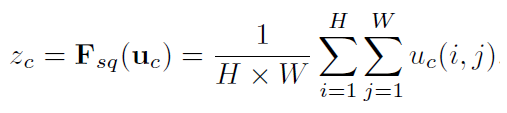 $z_c = \mathbf{F}_{sq}(\mathbf{u}_c) = \frac{1}{H \times W} \sum_{i=1}^{H} \sum_{j=1}^{W} u_c(i, j).$